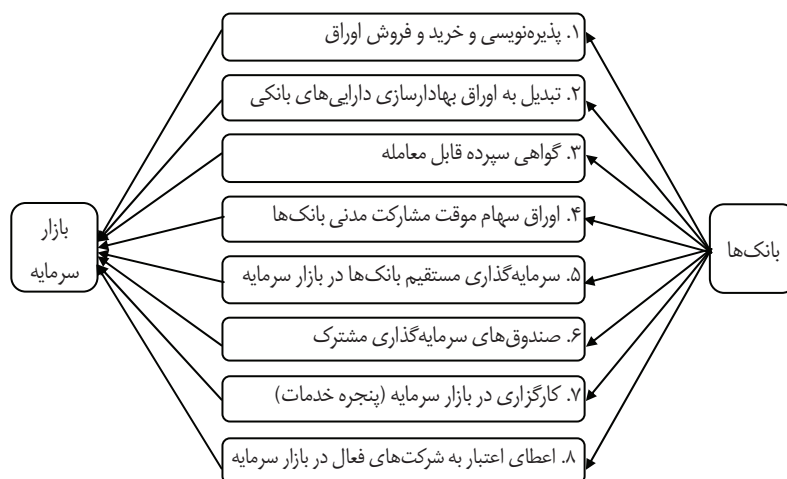 بانک‌ها
۱. پذیره‌نویسی و خرید و فروش اوراق
۲. تبدیل به اوراق بهادارسازی دارایی‌های بانکی
۳. گواهی سپرده قابل معامله
۴. اوراق سهام موقت مشارکت مدنی بانک‌ها
۵. سرمایه‌گذاری مستقیم بانک‌ها در بازار سرمایه
۶. صندوق‌های سرمایه‌گذاری مشترک
۷. کارگزاری در بازار سرمایه (پنجره خدمات)
۸. اعطای اعتبار به شرکت‌های فعال در بازار سرمایه
بازار
سرمایه